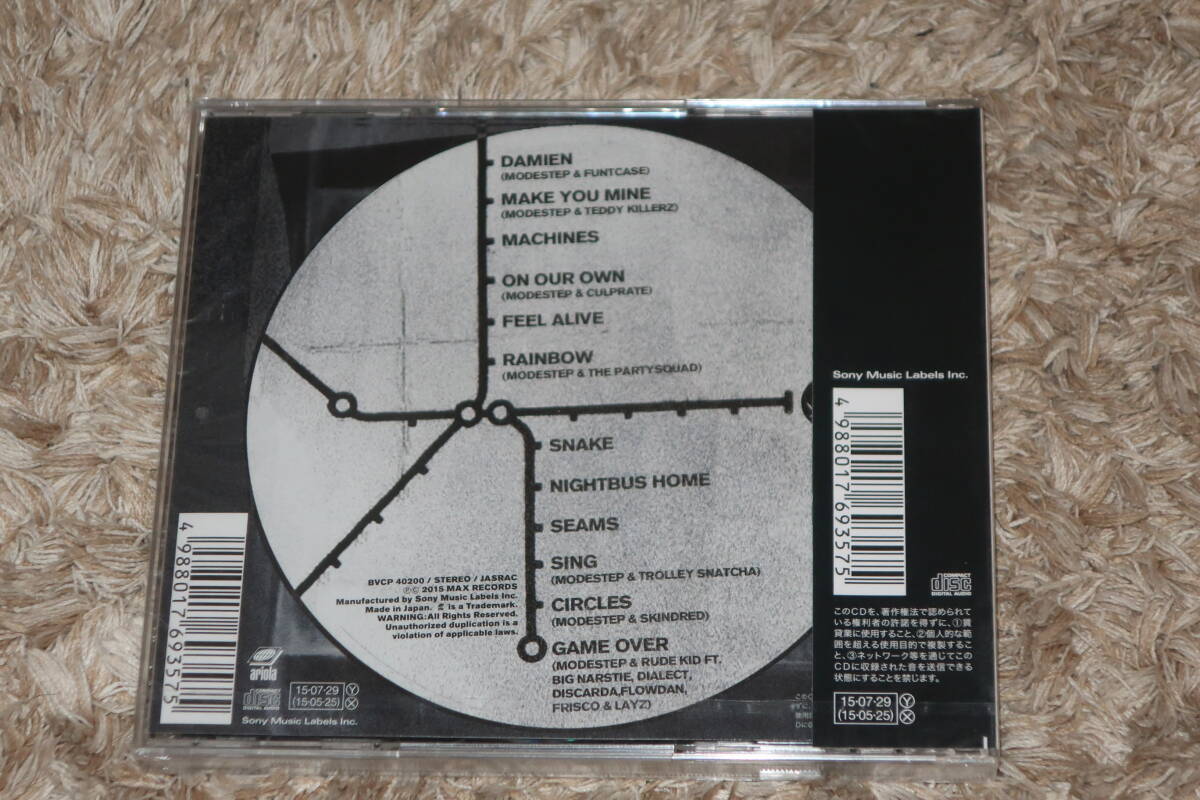 DAMIEN
(MODESTEP & FUNTCASE)
MAKE YOU MINE
(MODESTEP & TEDDY KILLERZ)
MACHINES
ON OUR OWN
(MODESTEP & CULPRATE)
FEEL ALIVE
RAINBOW
(MODESTEP & THE PARTYSQUAD)
SNAKE
NIGHTBUS HOME
SEAMS
SING
(MODESTEP & TROLLEY SNATCHA)
CIRCLES
(MODESTEP & SKINDRED)
GAME OVER
(MODESTEP & RUDE KID FT.
BIG NARSTIE, DIALECT,
DISCARDA,FLOWDAN,
FRISCO & LAYZ)
BVCP 40200 / STEREO / JASRAC
℗© 2015 MAX RECORDS
Manufactured by Sony Music Labels Inc.
Made in Japan. is a Trademark.
WARNING:All Rights Reserved.
Unauthorized duplication is a
violation of applicable laws.
4 988017 693575
ariola
COMPACT
disc
DIGITAL AUDIO
15·07·29 Ⓨ
(15·05·25) Ⓧ
Sony Music Labels Inc.
Sony Music Labels Inc.
4 988017 693575
COMPACT
disc
DIGITAL AUDIO
このCDを、著作権法で認められて
いる権利者の許諾を得ずに、①賃
貸業に使用すること、②個人的な範
囲を超える使用目的で複製するこ
と、③ネットワーク等を通じてこの
CDに収録された音を送信できる
状態にすることを禁じます。
15·07·29 Ⓨ
(15·05·25) Ⓧ